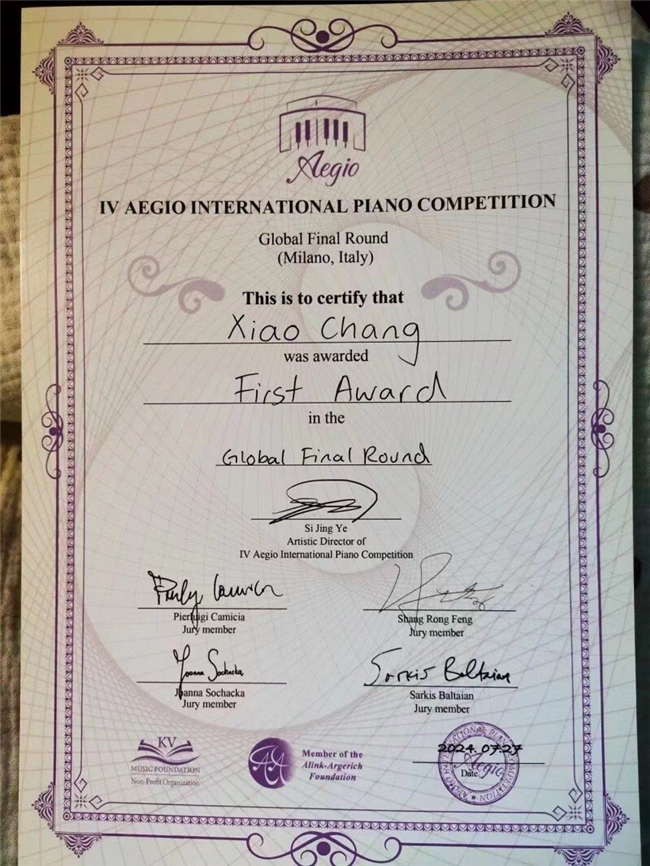 Aegio
IV AEGIO INTERNATIONAL PIANO COMPETITION
Global Final Round
(Milano, Italy)
This is to certify that
Xiao Chang
was awarded
First Award
in the
Global Final Round
Si Jing Ye
Artistic Director of
IV Aegio International Piano Competition
Pierluigi Camicia
Jury member
Shang Rong Feng
Jury member
Joanna Sochacka
Joanna Sochacka
Jury member
Sarkis Baltaian
Sarkis Baltaian
Jury member
KV
MUSIC FOUNDATION
Non-Profit Organization
AA
Member of the
Alink-Argerich
Foundation
2024.07.27
Aegio
Date